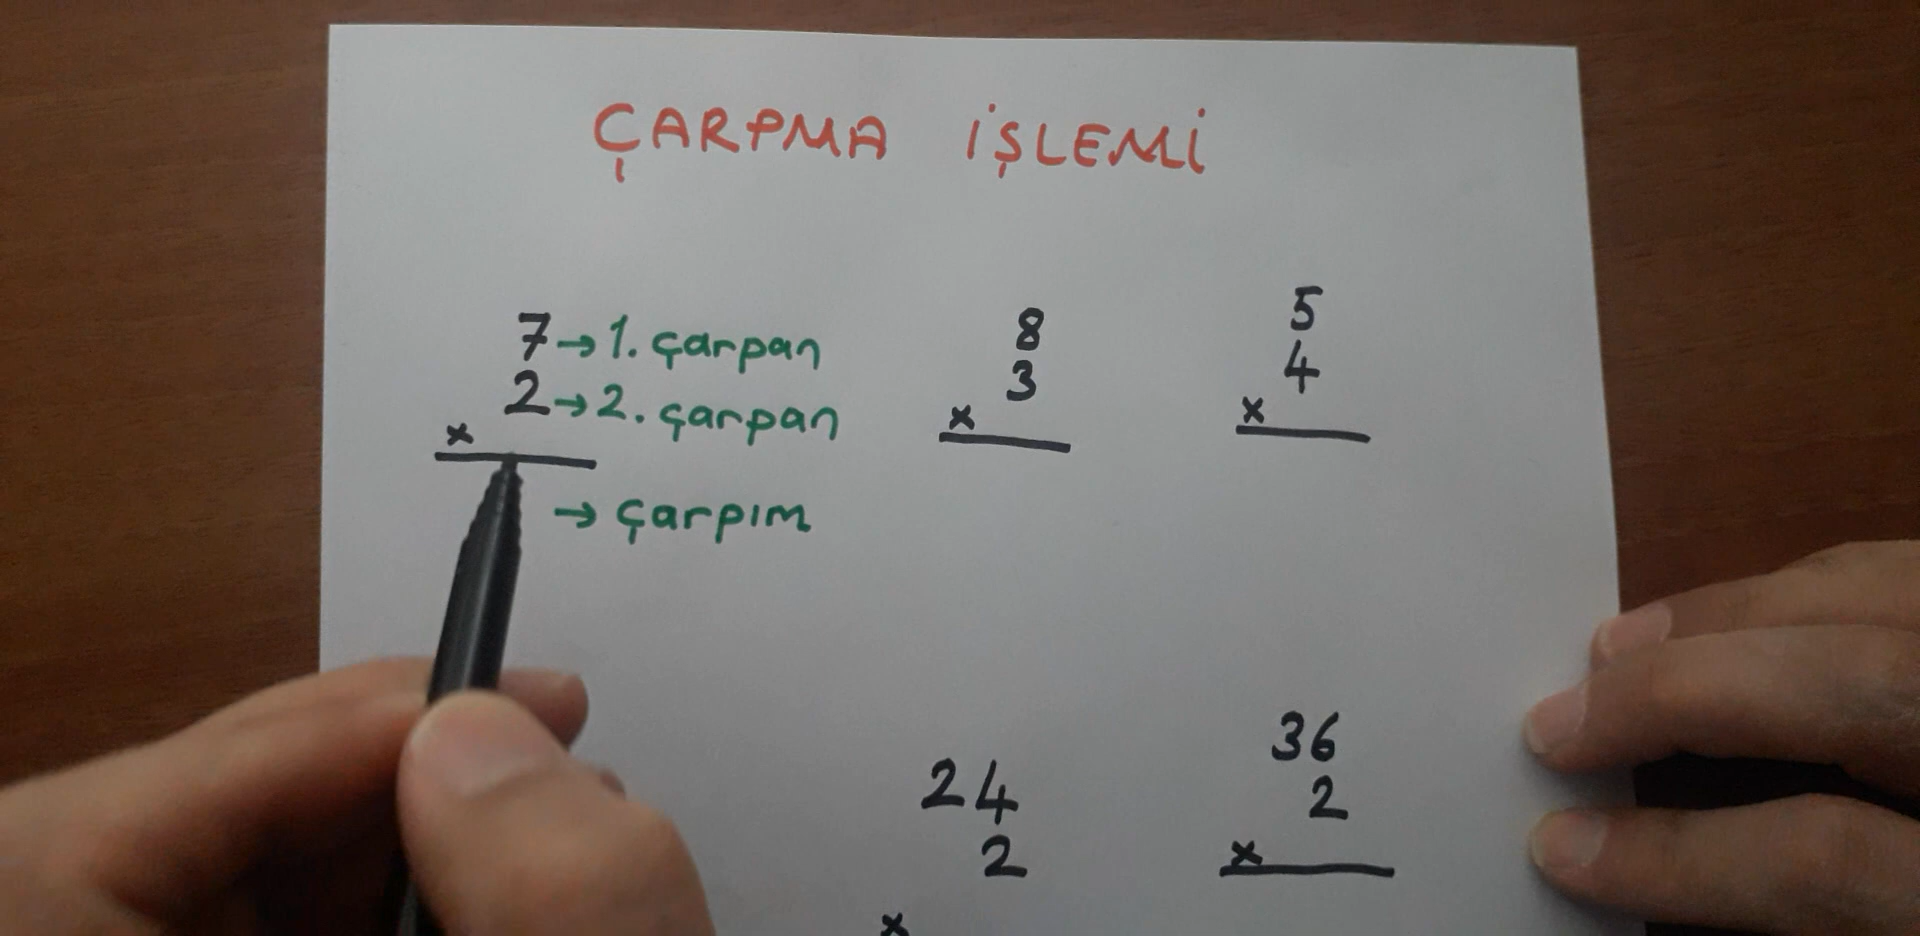 ÇARPMA İŞLEMİ
7 → 1. çarpan
2 → 2. çarpan
x
→ çarpım
8
3
x
5
4
x
24
2
x
36
2
x